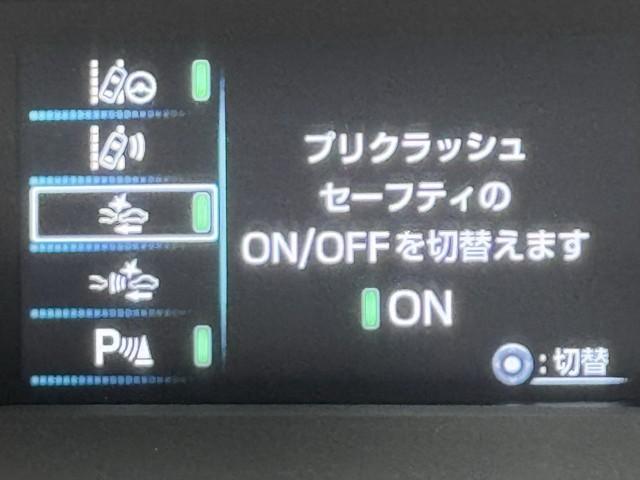 プリクラッシュ
セーフティの
ON/OFFを切替えます
ON
P
:切替